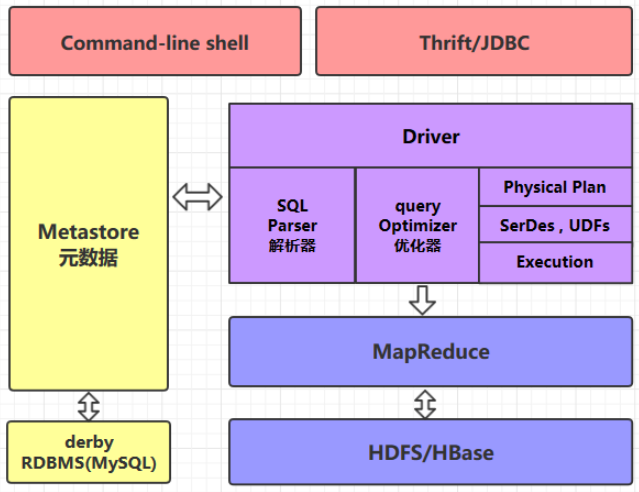 Command-line shell
Thrift/JDBC
Metastore
元数据
Driver
SQL
Parser
解析器
query
Optimizer
优化器
Physical Plan
SerDes , UDFs
Execution
MapReduce
derby
RDBMS(MySQL)
HDFS/HBase